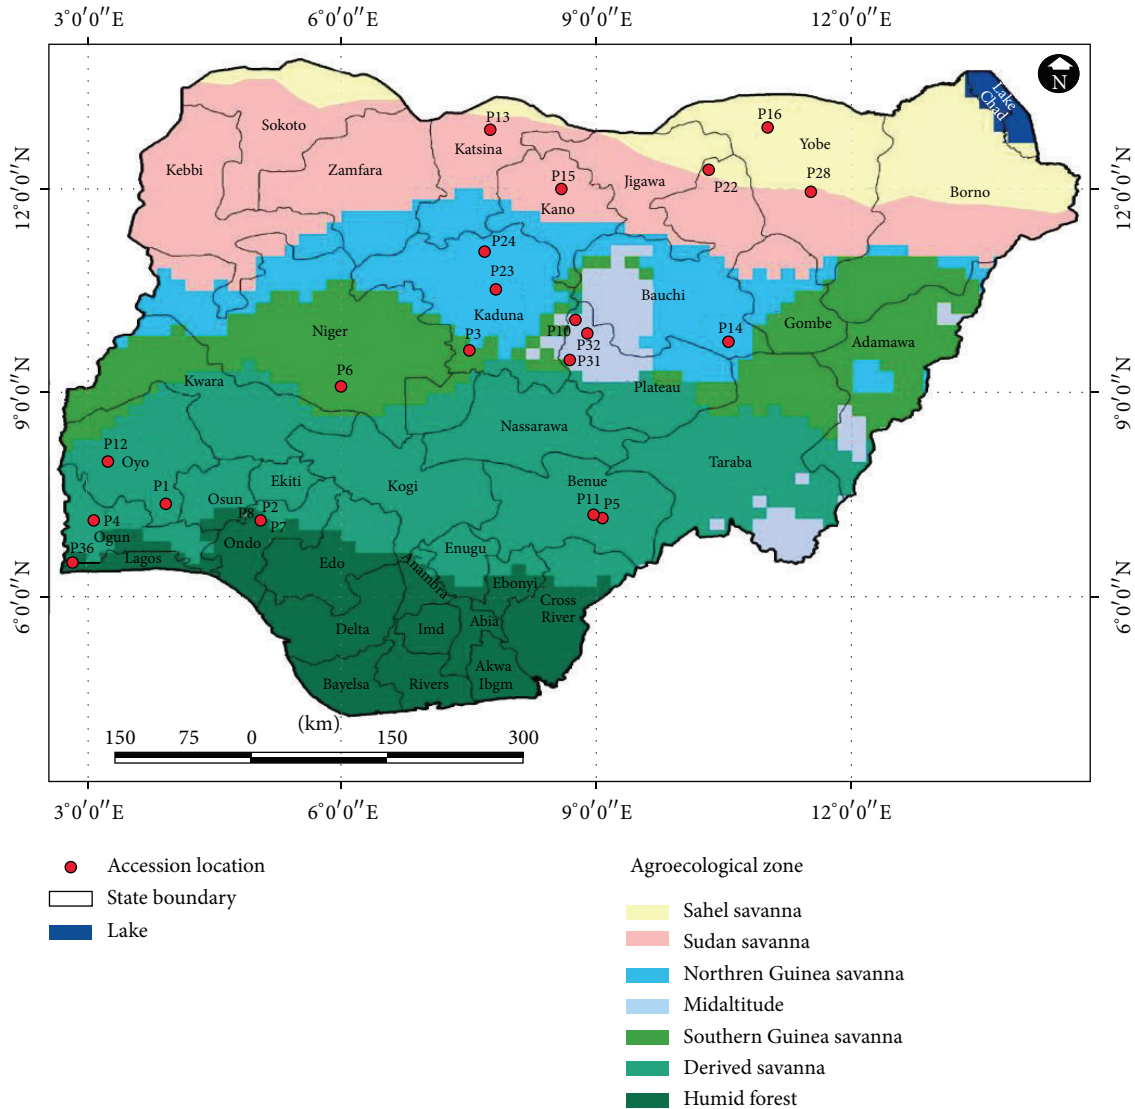 3°0′0″E 6°0′0″E 9°0′0″E 12°0′0″E
N
Lake
Chad
P16
P13
Sokoto
Yobe
Katsina
Kebbi
Zamfara
P15
Jigawa
P22
P28
Borno
Kano
12°0′0″N
12°0′0″N
P24
P23
Bauchi
Kaduna
Niger
P3
P10
P14
Gombe
P32
P31
Adamawa
P6
Kwara
Plateau
9°0′0″N
9°0′0″N
Nassarawa
P12
Oyo
Taraba
P1
Ekiti
Kogi
Benue
Osun
P11
P5
P4
P8
P2
P7
Ogun
P36
Lagos
Ondo
Edo
Enugu
Anambra
Ebonyi
Cross
River
6°0′0″N
6°0′0″N
Delta
Imd
Abia
Akwa
Ibgm
Bayelsa
Rivers
(km)
150 75 0 150 300
3°0′0″E 6°0′0″E 9°0′0″E 12°0′0″E
Accession location
State boundary
Lake
Agroecological zone
Sahel savanna
Sudan savanna
Northren Guinea savanna
Midaltitude
Southern Guinea savanna
Derived savanna
Humid forest